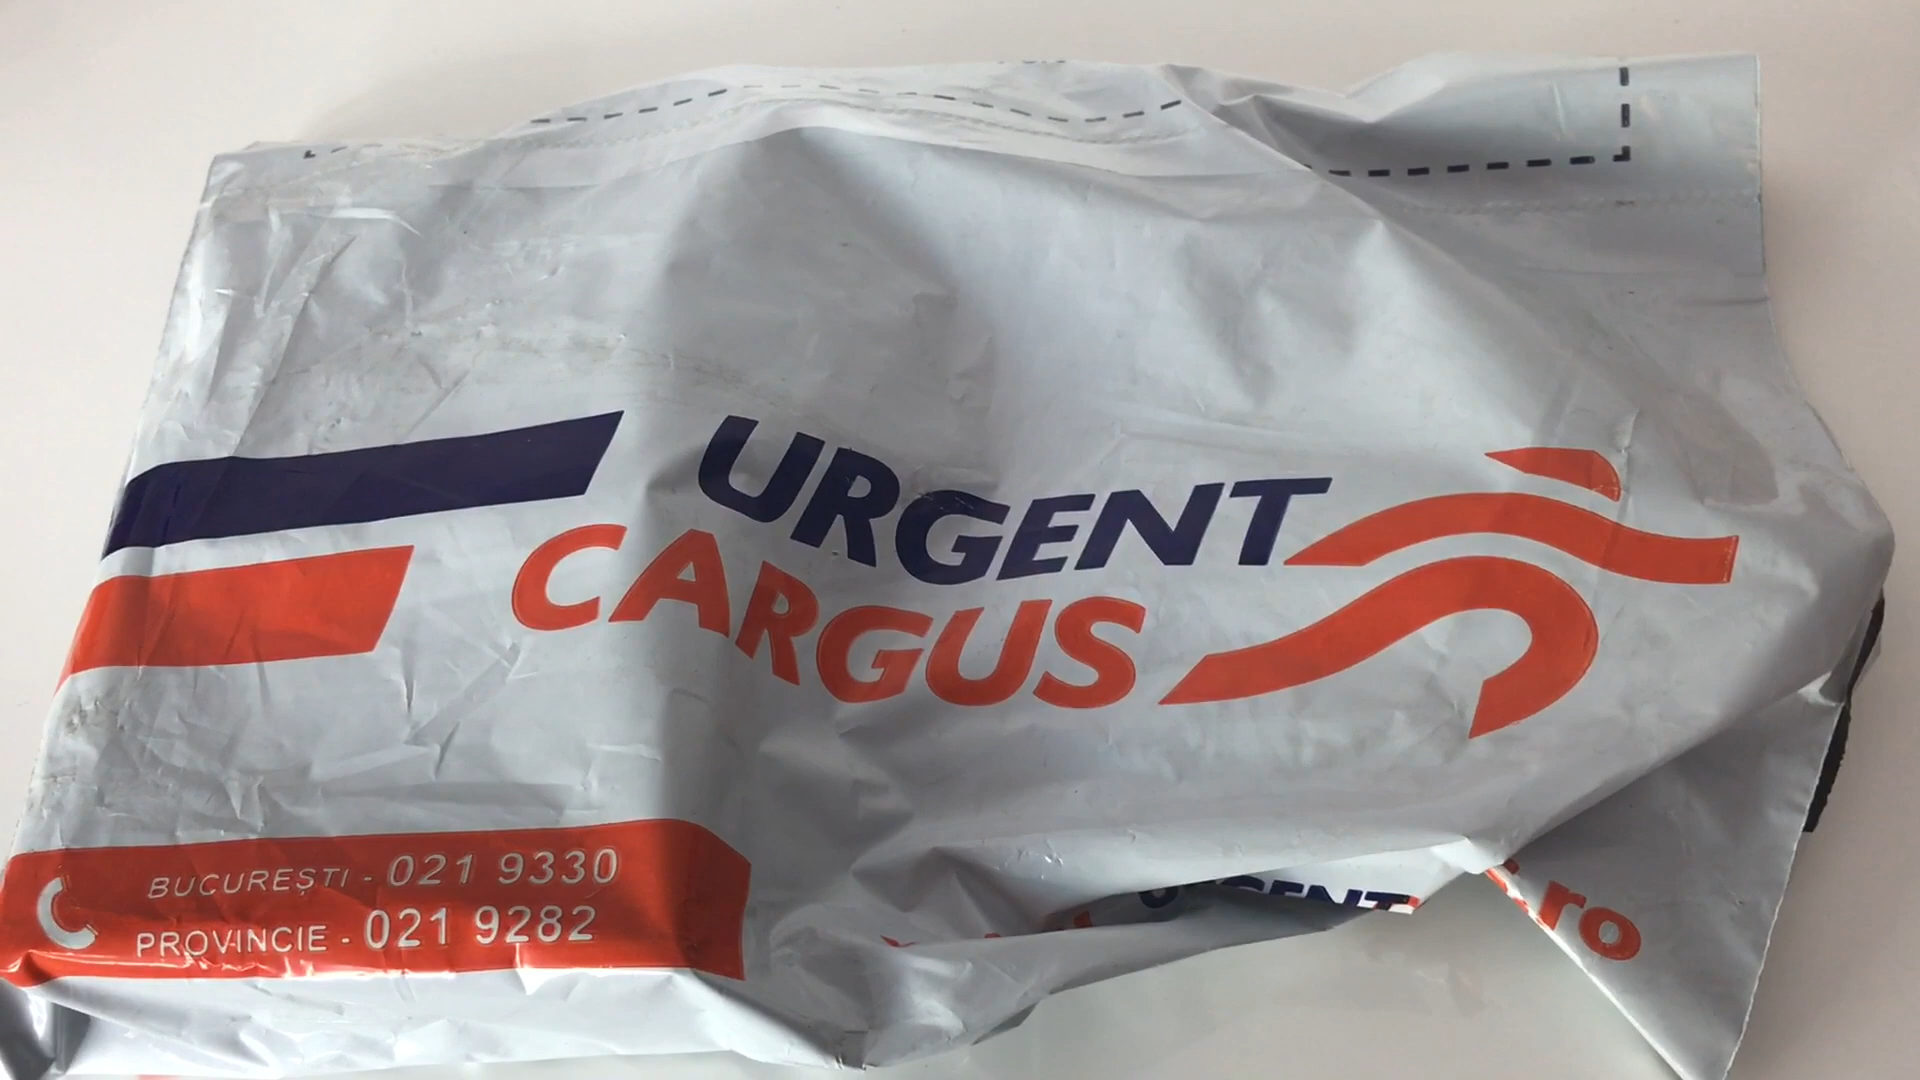 URGENT
CARGUS
BUCUREȘTI - 021 9330
PROVINCIE - 021 9282
URGENT
.ro